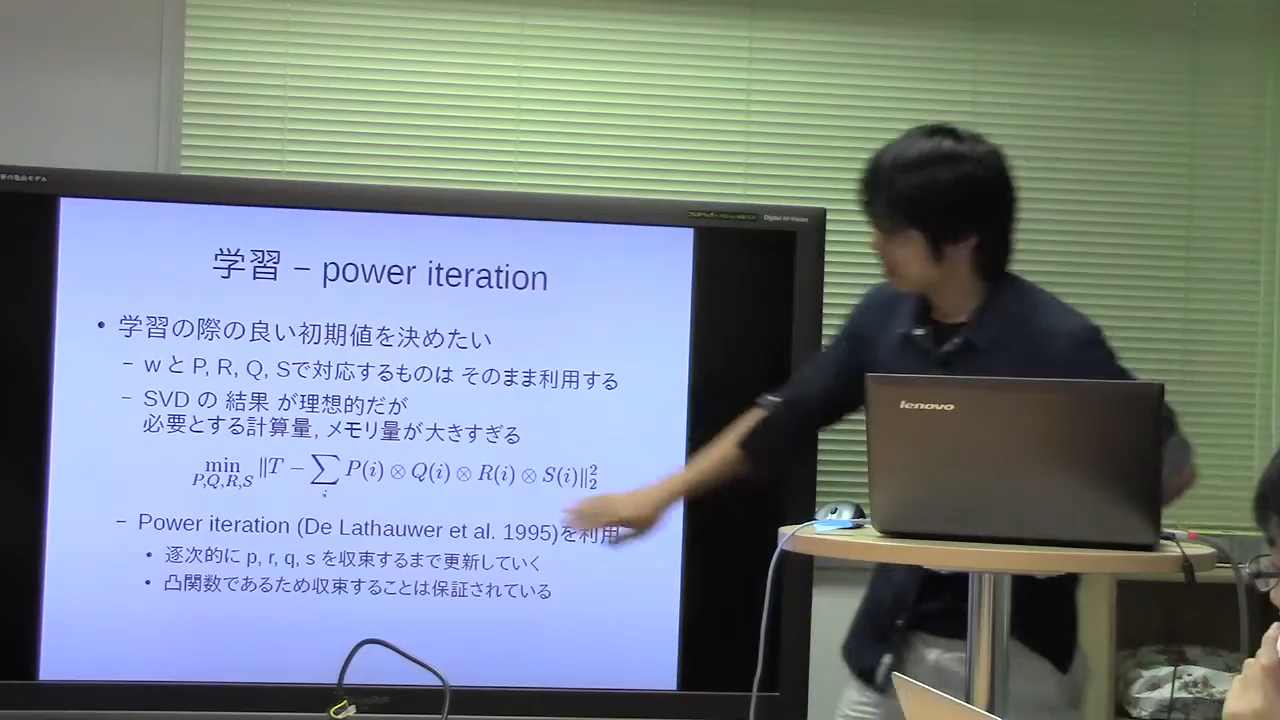 Digital Hi-Vision
学習 – power iteration
• 学習の際の良い初期値を決めたい
– w と P, R, Q, Sで対応するものは そのまま利用する
– SVD の 結果 が理想的だが
必要とする計算量, メモリ量が大きすぎる
min P,Q,R,S ‖T − ∑ i P(i) ⊗ Q(i) ⊗ R(i) ⊗ S(i)‖²₂
– Power iteration (De Lathauwer et al. 1995)を利用
• 逐次的に p, r, q, s を収束するまで更新していく
• 凸関数であるため収束することは保証されている
lenovo
SHARP